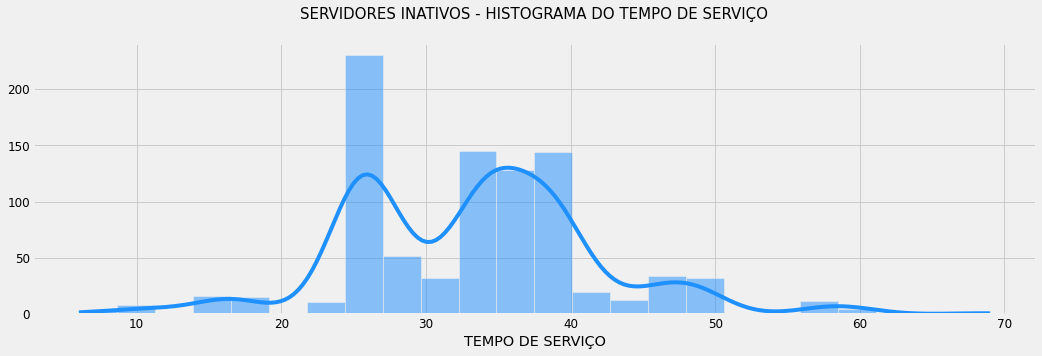 SERVIDORES INATIVOS - HISTOGRAMA DO TEMPO DE SERVIÇO
200
150
100
50
0
10 20 30 40 50 60 70
TEMPO DE SERVIÇO